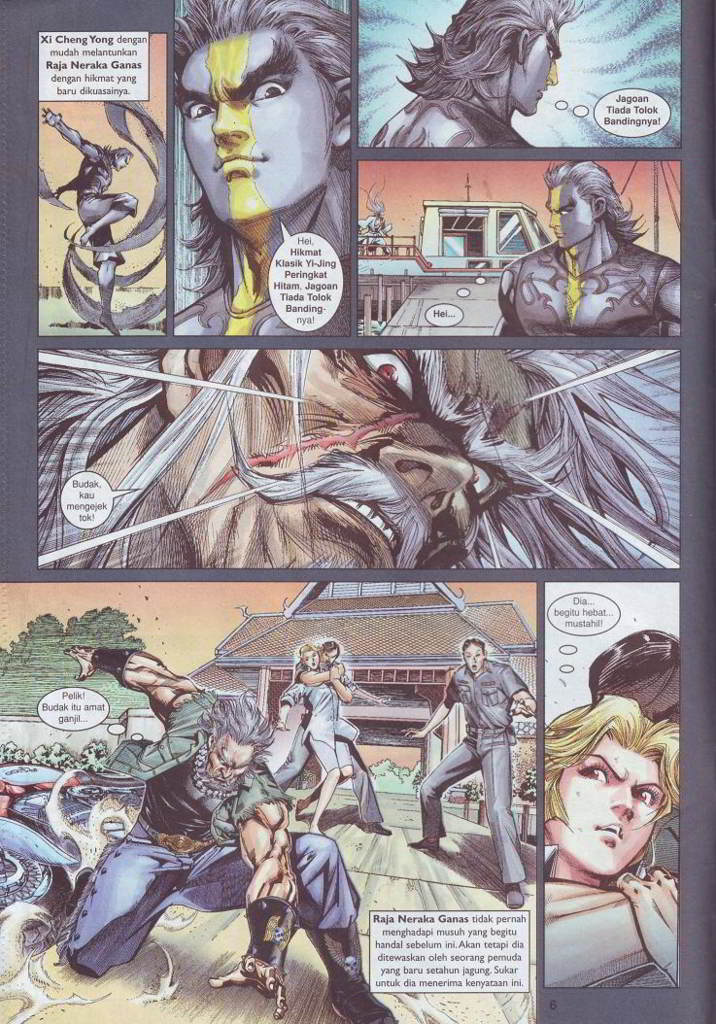 Xi Cheng Yong dengan
mudah melantunkan
Raja Neraka Ganas
dengan hikmat yang
baru dikuasainya.
Hei,
Hikmat
Klasik Yi-Jing
Peringkat
Hitam, Jagoan
Tiada Tolok
Banding-
nya!
Jagoan
Tiada Tolok
Bandingnya!
Hei...
Budak,
kau
mengejek
tok!
Pelik!
Budak itu amat
ganjil...
Raja Neraka Ganas tidak pernah
menghadapi musuh yang begitu
handal sebelum ini. Akan tetapi dia
ditewaskan oleh seorang pemuda
yang baru setahun jagung. Sukar
untuk dia menerima kenyataan ini.
Dia...
begitu hebat...
mustahil!
6